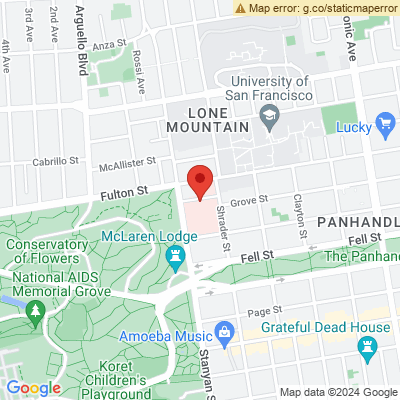 Map error: g.co/staticmaperror
2nd Ave
3rd Ave
4th Ave
Arguello Blvd
Anza St
Rossi Ave
onic Ave
University of
San Francisco
LONE
MOUNTAIN
Lucky
McAllister St
Cabrillo St
Fulton St
Grove St
Clayton St
Shrader St
PANHANDL
Conservatory
of Flowers
McLaren Lodge
Fell St
Fell St
The Panhand
National AIDS
Memorial Grove
Page St
Amoeba Music
Grateful Dead House
Stanyan St
Koret
Children's
Playground
Google
Map data ©2024 Google